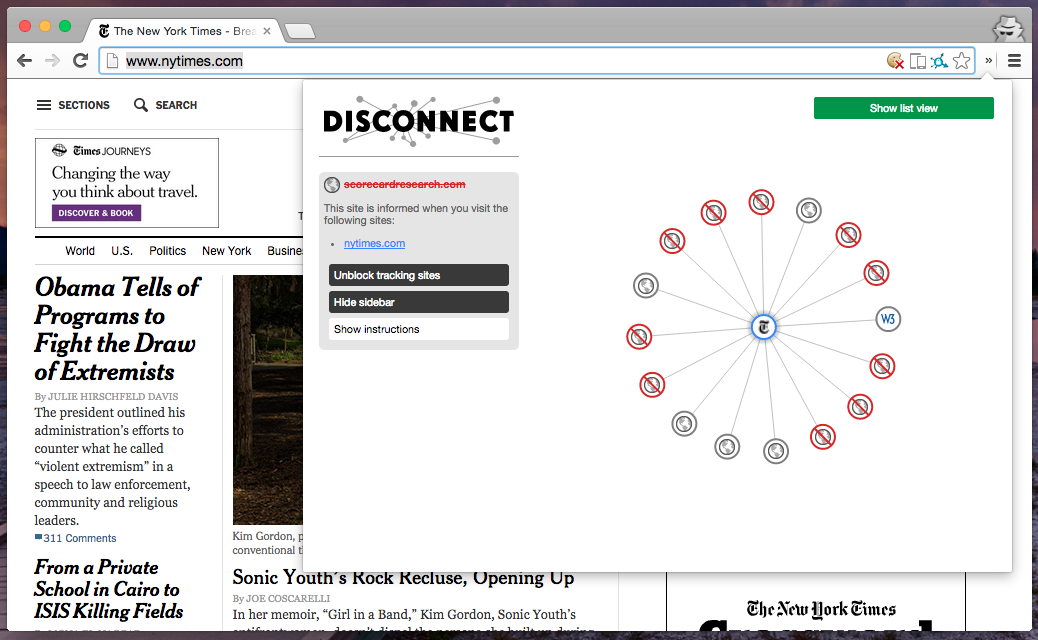 The New York Times - Brea
www.nytimes.com
SECTIONS
SEARCH
Times JOURNEYS
Changing the way
you think about travel.
DISCOVER & BOOK
T
World U.S. Politics New York Busine
Obama Tells of
Programs to
Fight the Draw
of Extremists
By JULIE HIRSCHFELD DAVIS
The president outlined his
administration's efforts to
counter what he called
“violent extremism” in a
speech to law enforcement,
community and religious
leaders.
311 Comments
From a Private
School in Cairo to
ISIS Killing Fields
Kim Gordon, p
conventional t
Sonic Youth's Rock Recluse, Opening Up
By JOE COSCARELLI
In her memoir, “Girl in a Band,” Kim Gordon, Sonic Youth's
DISCONNECT
Show list view
scorecardresearch.com
This site is informed when you visit the
following sites:
• nytimes.com
Unblock tracking sites
Hide sidebar
Show instructions
W3
The New York Times